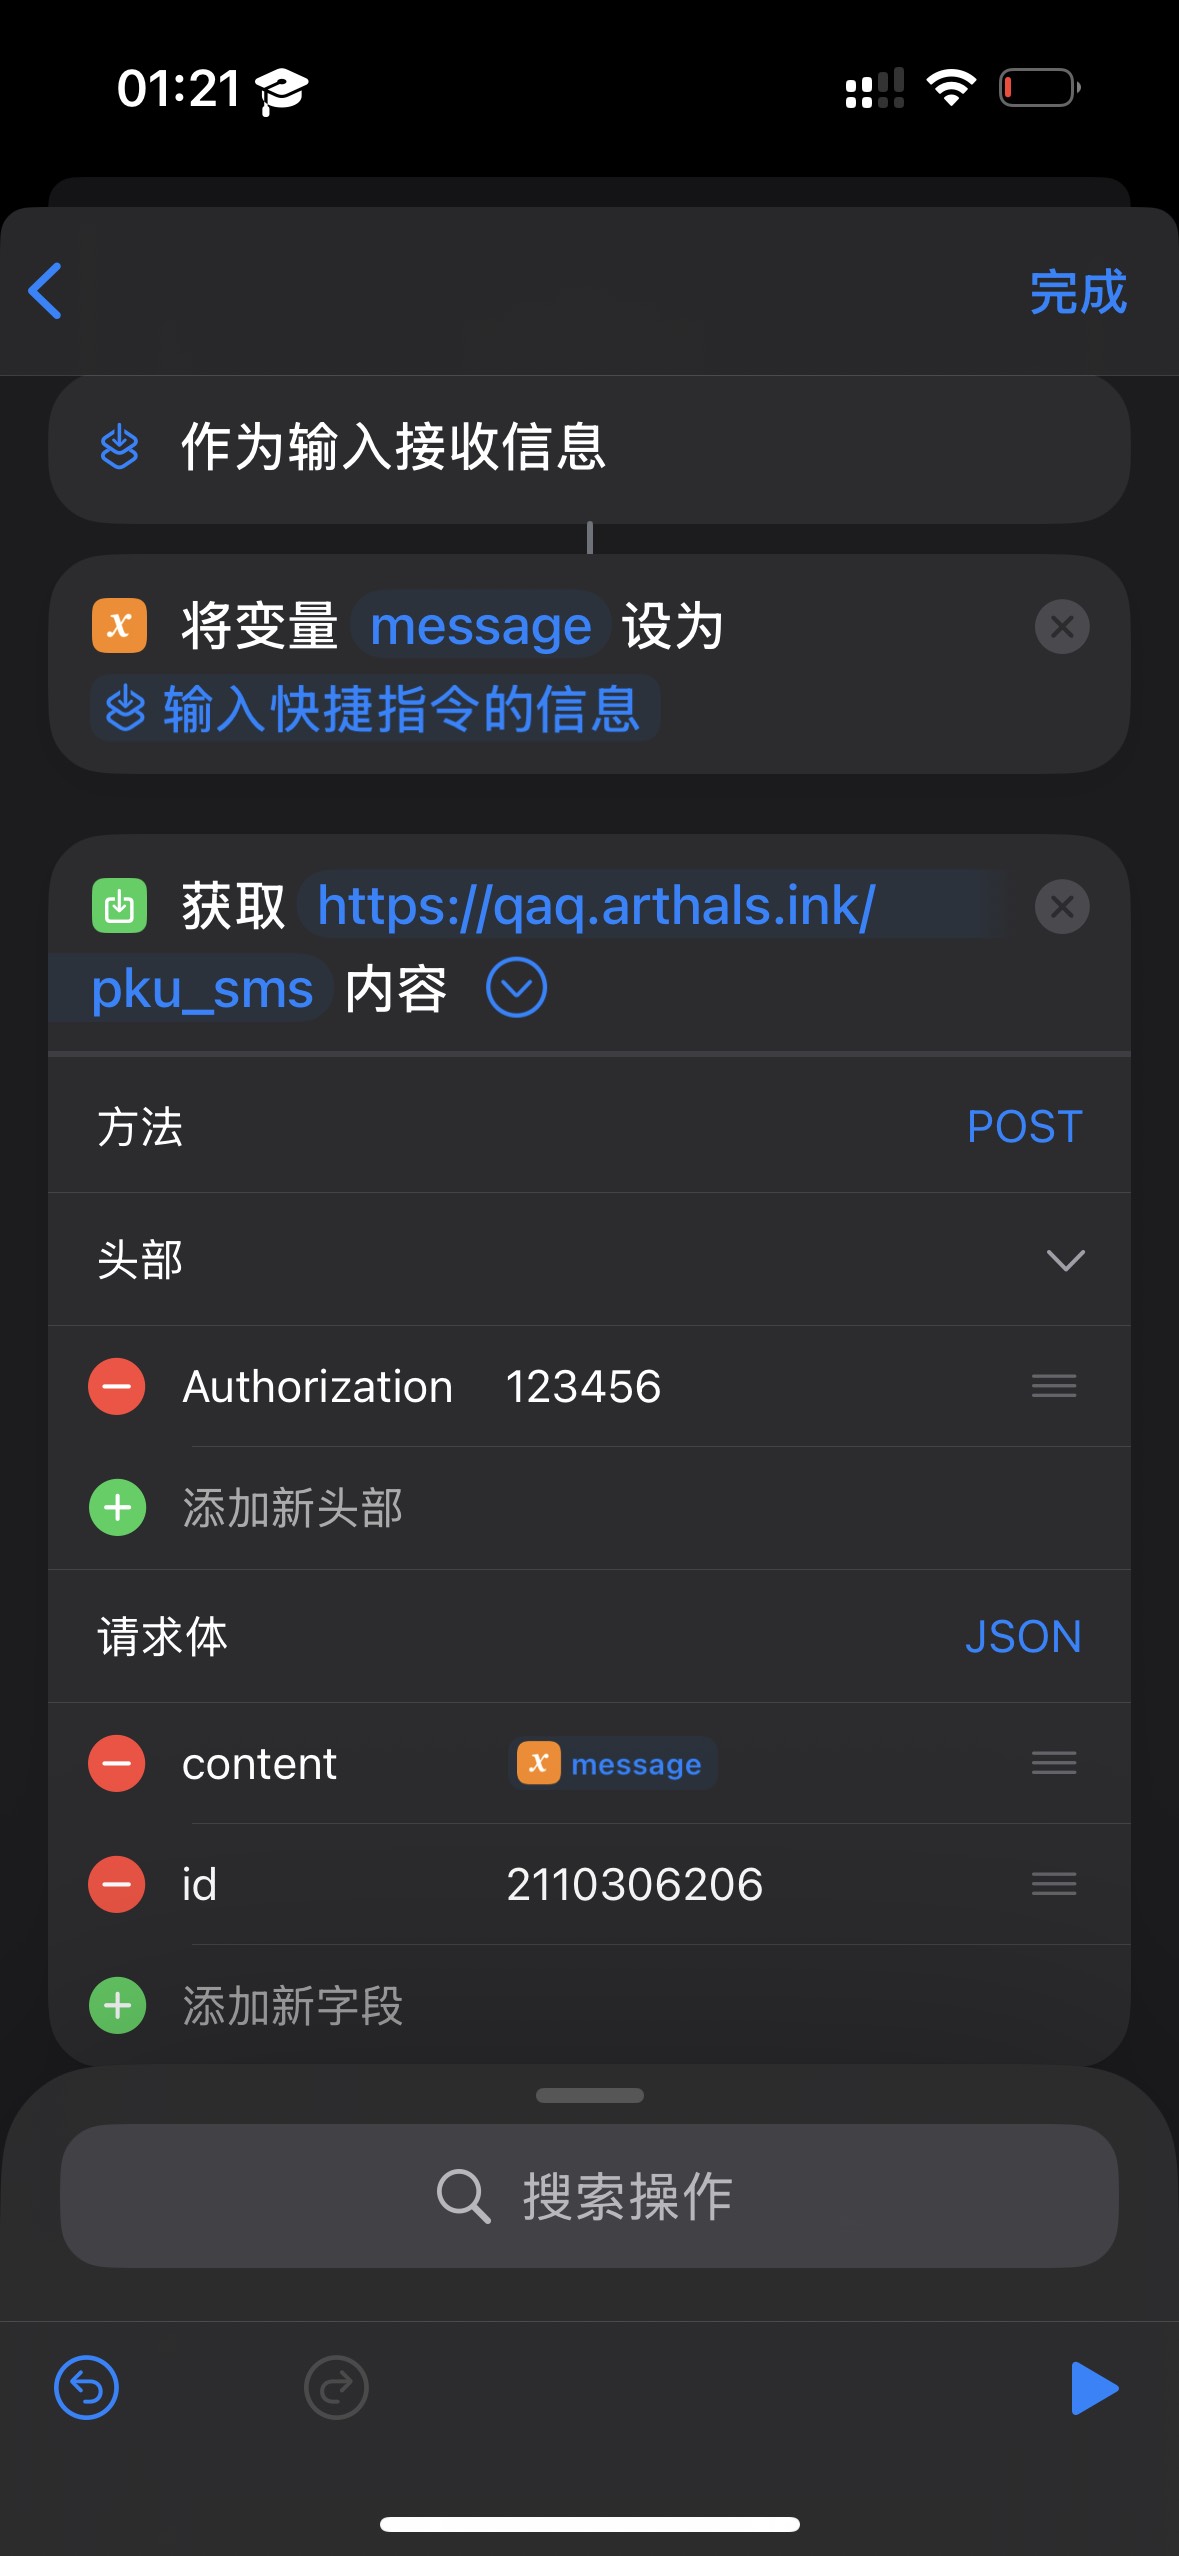 01:21
完成
作为输入接收信息
将变量 message 设为
输入快捷指令的信息
获取 https://qaq.arthals.ink/
pku_sms 内容
方法 POST
头部
Authorization 123456
添加新头部
请求体 JSON
content message
id 2110306206
添加新字段
搜索操作